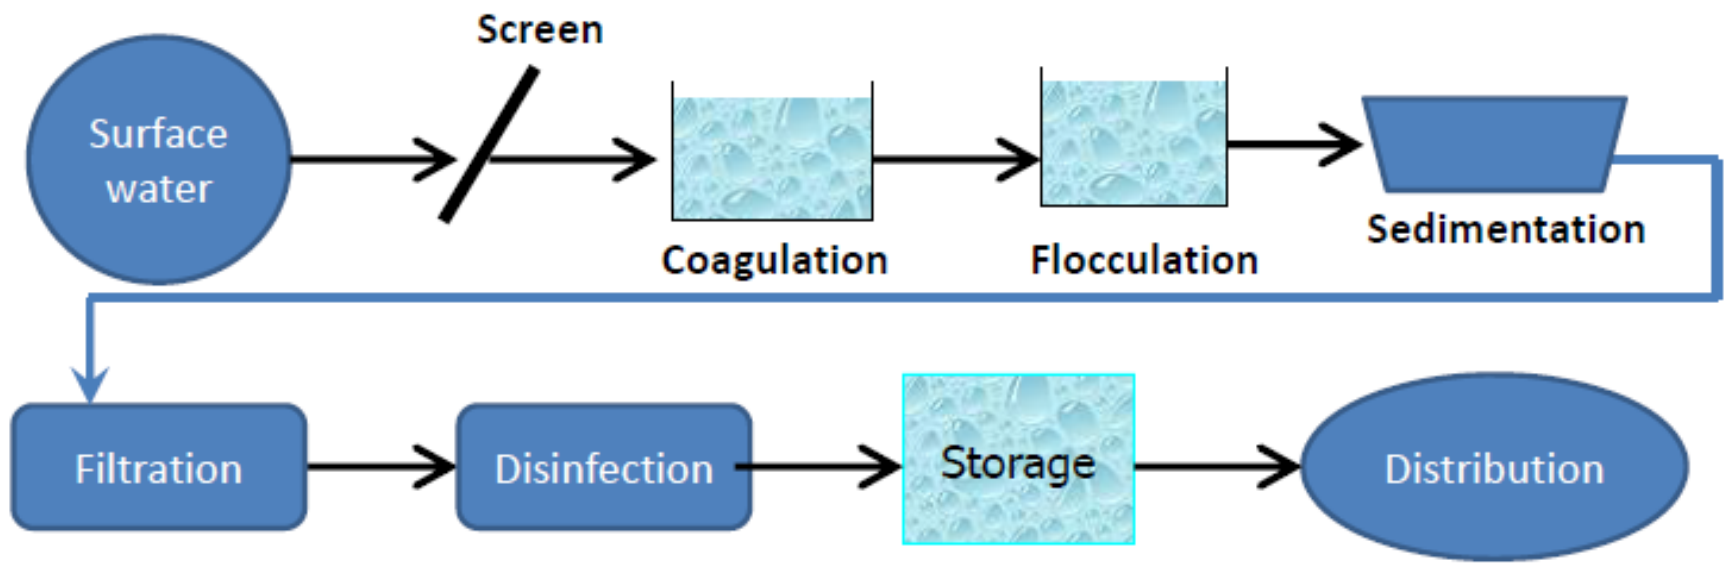 Screen
Surface
water
Coagulation
Flocculation
Sedimentation
Filtration
Disinfection
Storage
Distribution